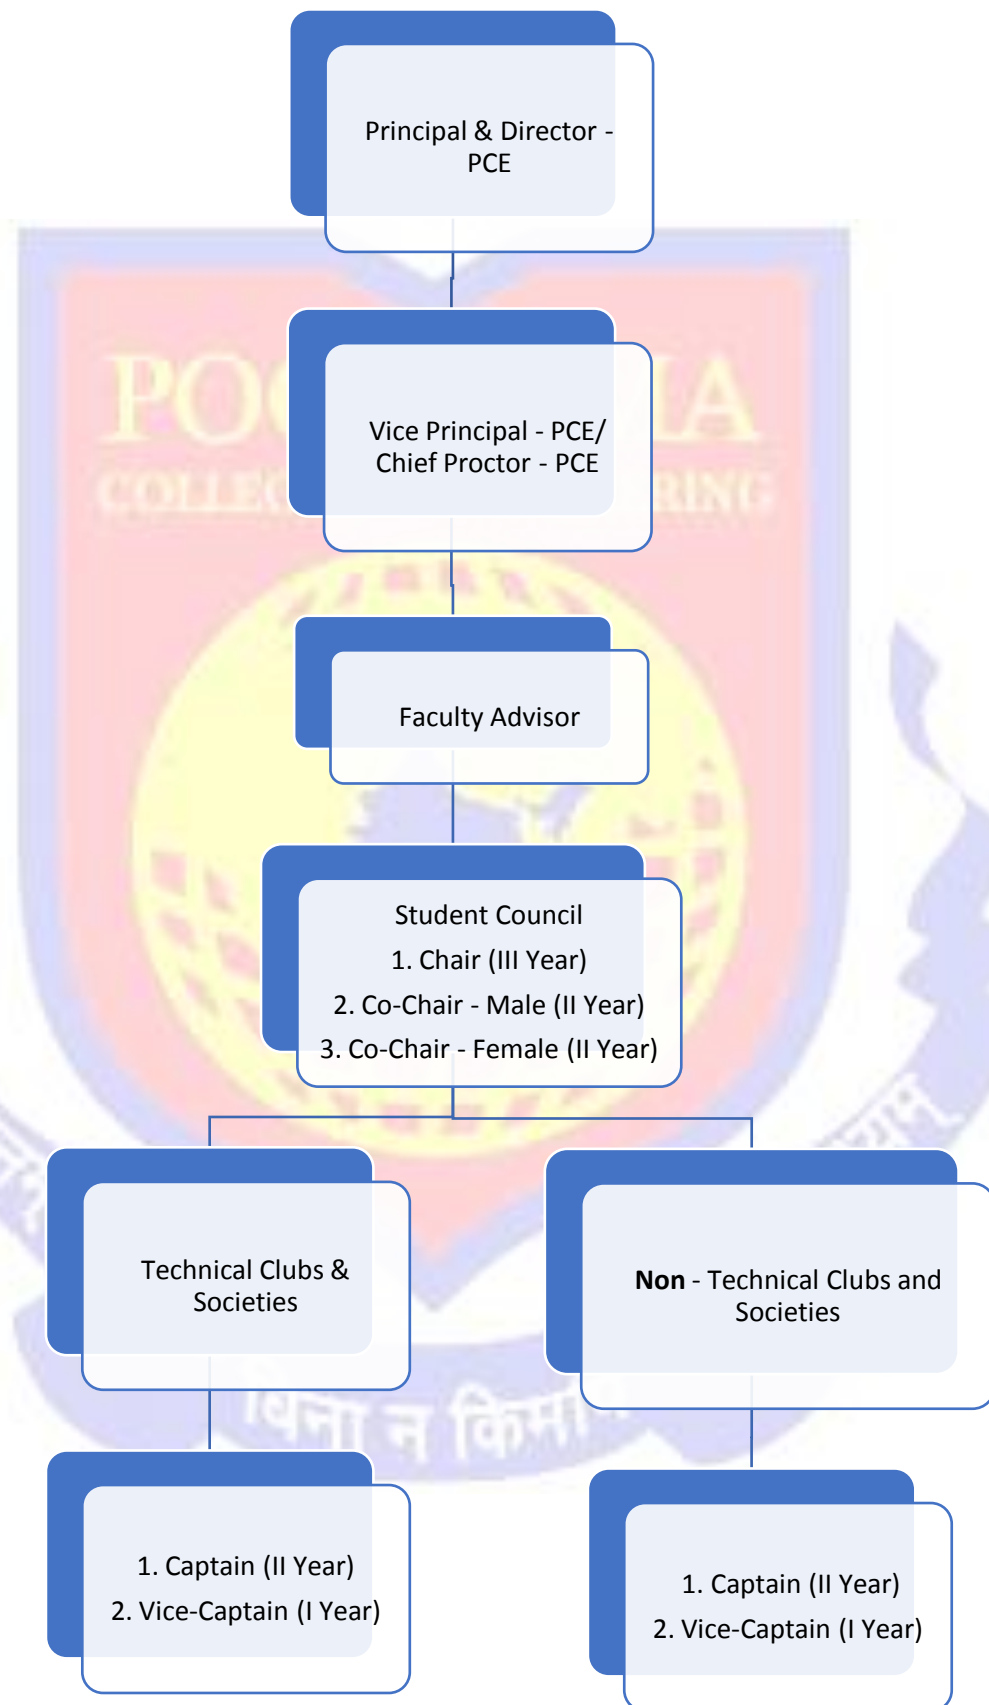 Principal & Director -
PCE
Vice Principal - PCE/
Chief Proctor - PCE
Faculty Advisor
Student Council
1. Chair (III Year)
2. Co-Chair - Male (II Year)
3. Co-Chair - Female (II Year)
Technical Clubs &
Societies
Non - Technical Clubs and
Societies
1. Captain (II Year)
2. Vice-Captain (I Year)
1. Captain (II Year)
2. Vice-Captain (I Year)
विना न